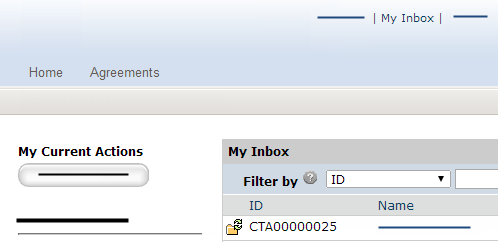 | My Inbox |
Home Agreements
My Current Actions
My Inbox
Filter by ? ID
ID Name
CTA00000025